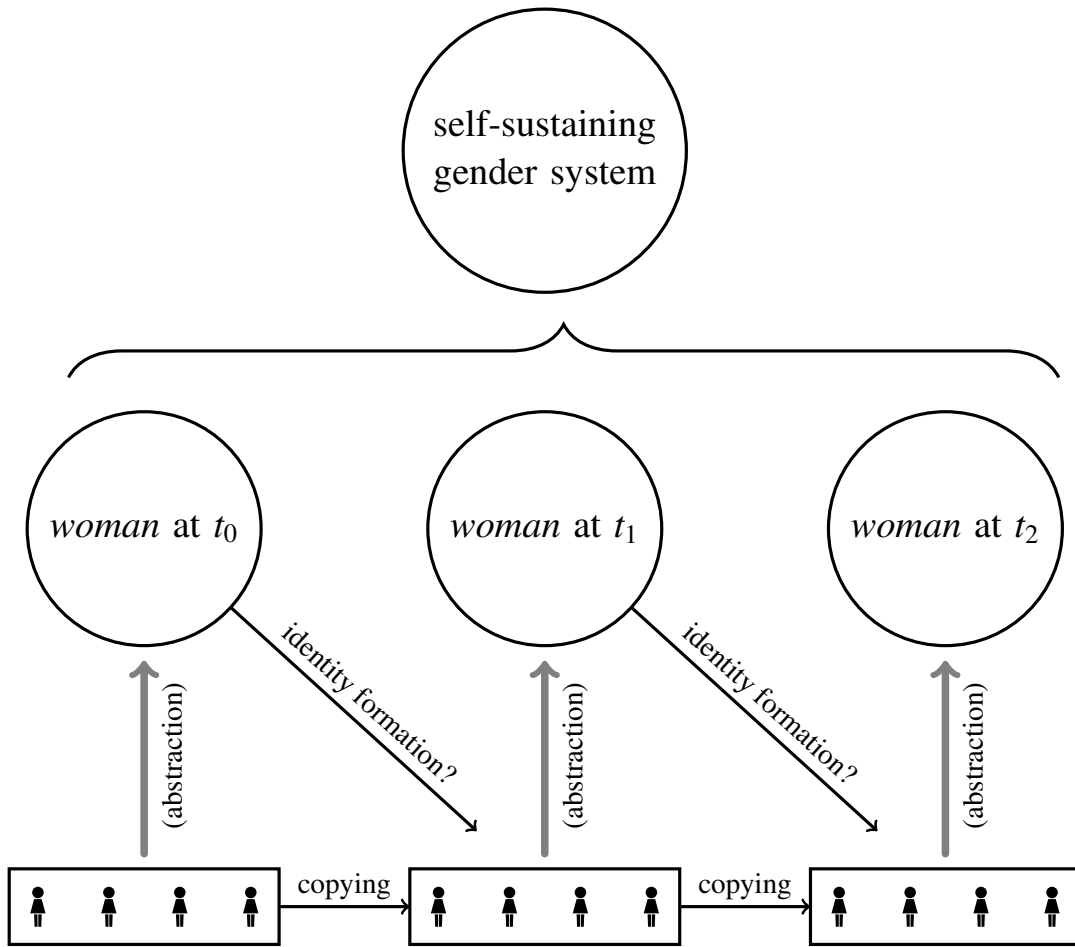 self-sustaining
gender system
woman at t₀
woman at t₁
woman at t₂
identity formation?
identity formation?
(abstraction)
(abstraction)
(abstraction)
copying
copying